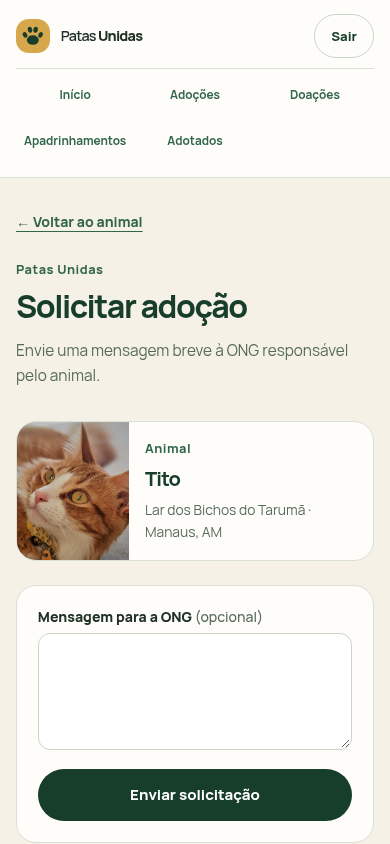 Patas Unidas
Sair
Início
Adoções
Doações
Apadrinhamentos
Adotados
← Voltar ao animal
Patas Unidas
Solicitar adoção
Envie uma mensagem breve à ONG responsável
pelo animal.
Animal
Tito
Lar dos Bichos do Tarumã ·
Manaus, AM
Mensagem para a ONG (opcional)
Enviar solicitação